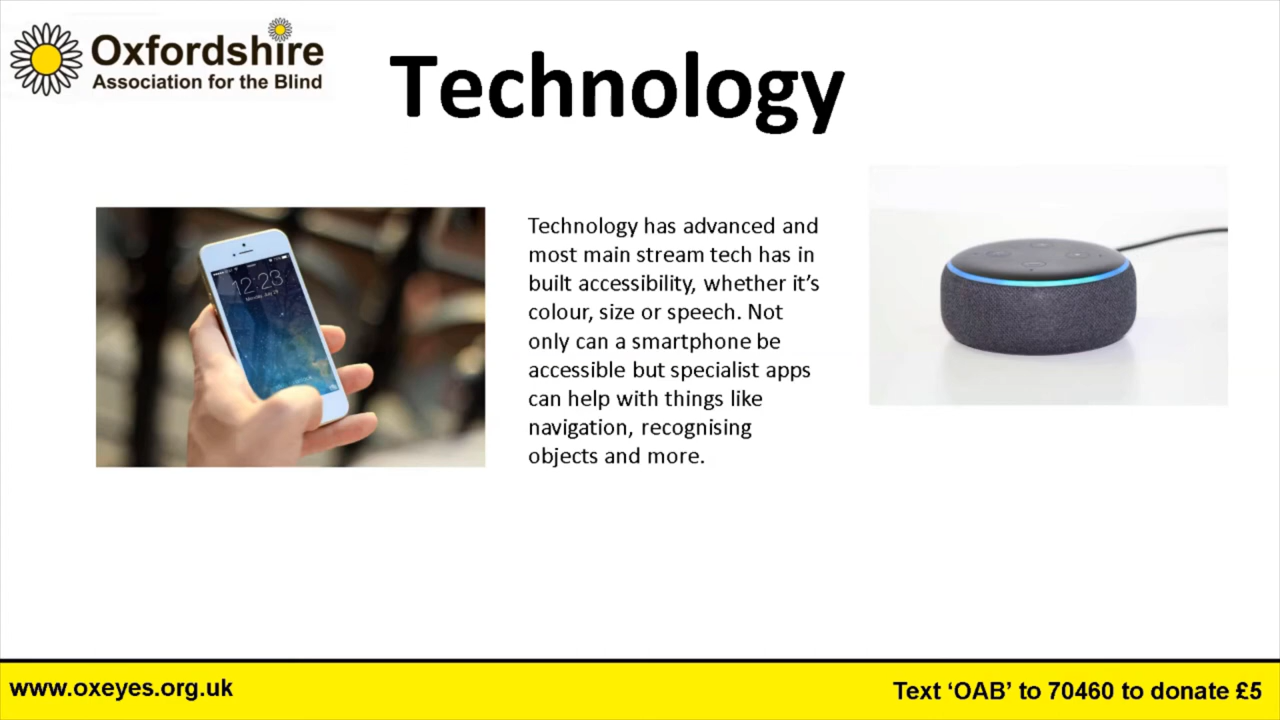 Oxfordshire
Association for the Blind
Technology
12:23
Technology has advanced and
most main stream tech has in
built accessibility, whether it’s
colour, size or speech. Not
only can a smartphone be
accessible but specialist apps
can help with things like
navigation, recognising
objects and more.
www.oxeyes.org.uk
Text ‘OAB’ to 70460 to donate £5